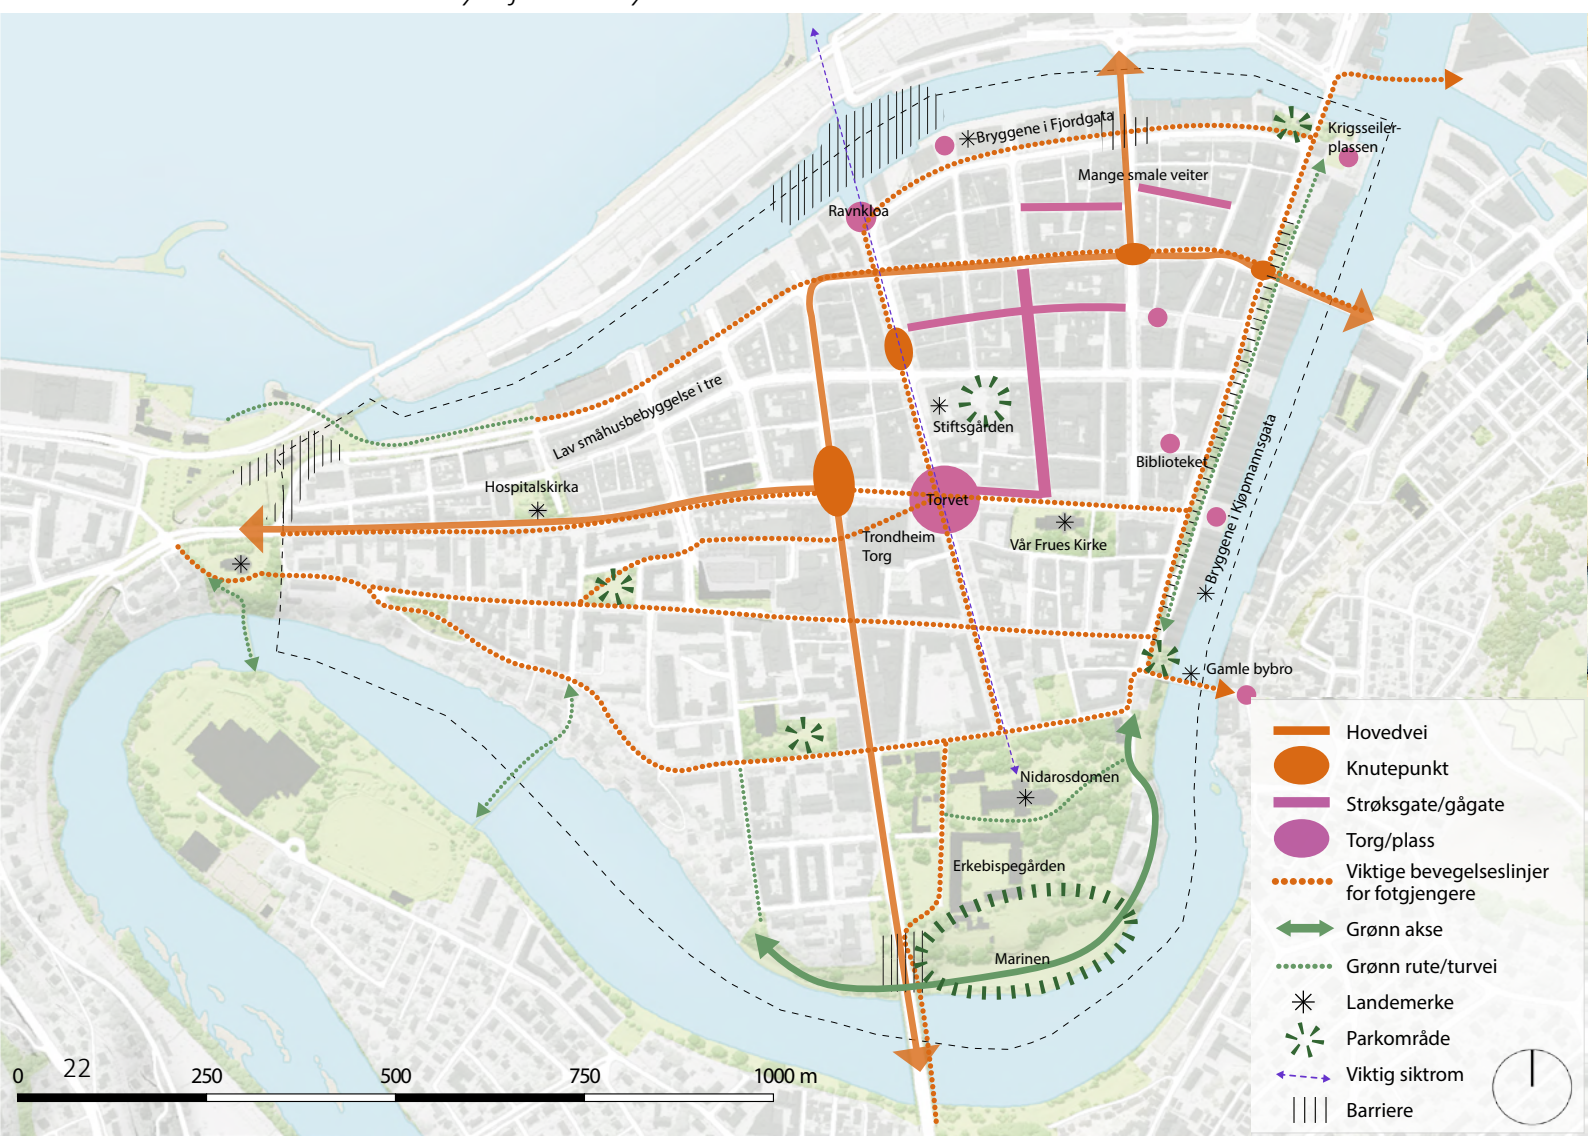 Bryggene i Fjordgata
Krigsseiler-
plassen
Mange smale veiter
Ravnkloa
Lav småhusbebyggelse i tre
Stiftsgården
Biblioteket
Hospitalskirka
Torvet
Trondheim
Torg
Vår Frues Kirke
Bryggene i Kjøpmannsgata
Gamle bybro
Nidarosdomen
Erkebispegården
Marinen
Hovedvei
Knutepunkt
Strøksgate/gågate
Torg/plass
Viktige bevegelseslinjer
for fotgjengere
Grønn akse
Grønn rute/turvei
Landemerke
Parkområde
Viktig siktrom
Barriere
22
0 250 500 750 1000 m